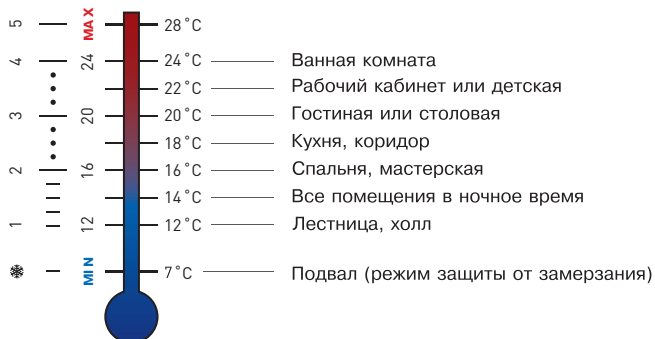 5 MAX 28°C
4 24 24°C Ванная комната
22°C Рабочий кабинет или детская
3 20 20°C Гостиная или столовая
18°C Кухня, коридор
2 16 16°C Спальня, мастерская
14°C Все помещения в ночное время
1 12 12°C Лестница, холл
MIN 7°C Подвал (режим защиты от замерзания)